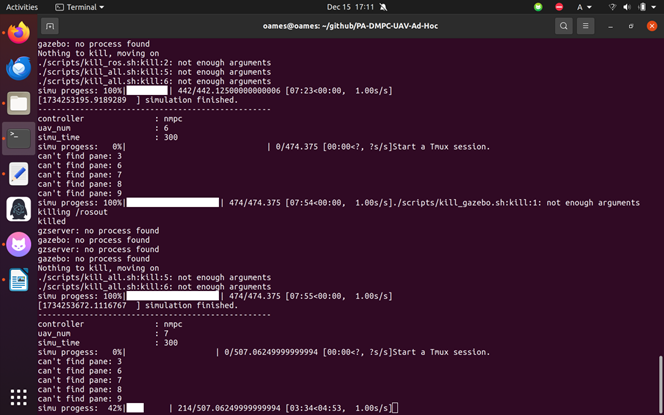 Activities
Terminal
Dec 15 17:11
A
oames@oames: ~/github/PA-DMPC-UAV-Ad-Hoc
gazebo: no process found
Nothing to kill, moving on
./scripts/kill_ros.sh:kill:2: not enough arguments
./scripts/kill_all.sh:kill:5: not enough arguments
./scripts/kill_all.sh:kill:6: not enough arguments
simu progess: 100%|| 442/442.12500000000006 [07:23<00:00, 1.00s/s]
[1734253195.9189289 ] simulation finished.
--------------------------------------------------
controller : nmpc
uav_num : 6
simu_time : 300
simu progess: 0%| | 0/474.375 [00:00<?, ?s/s]Start a Tmux session.
can't find pane: 3
can't find pane: 6
can't find pane: 7
can't find pane: 8
can't find pane: 9
simu progess: 100%|| 474/474.375 [07:54<00:00, 1.00s/s]./scripts/kill_gazebo.sh:kill:1: not enough arguments
killing /rosout
killed
gzserver: no process found
gazebo: no process found
gzserver: no process found
gazebo: no process found
Nothing to kill, moving on
./scripts/kill_all.sh:kill:5: not enough arguments
./scripts/kill_all.sh:kill:6: not enough arguments
simu progess: 100%|| 474/474.375 [07:55<00:00, 1.00s/s]
[1734253672.1116767 ] simulation finished.
--------------------------------------------------
controller : nmpc
uav_num : 7
simu_time : 300
simu progess: 0%| | 0/507.06249999999994 [00:00<?, ?s/s]Start a Tmux session.
can't find pane: 3
can't find pane: 6
can't find pane: 7
can't find pane: 8
can't find pane: 9
simu progess: 42%| | 214/507.06249999999994 [03:34<04:53, 1.00s/s]